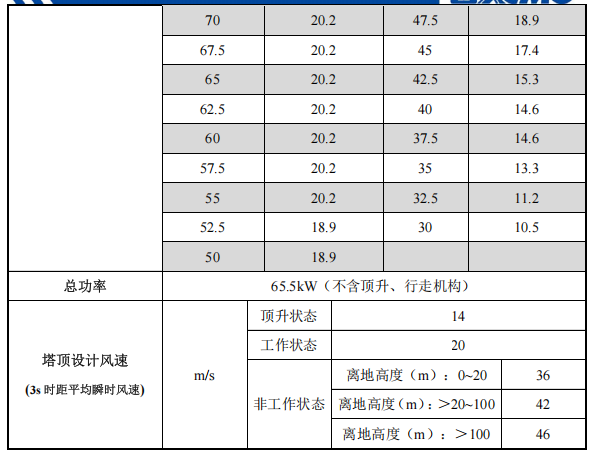 70 20.2 47.5 18.9
67.5 20.2 45 17.4
65 20.2 42.5 15.3
62.5 20.2 40 14.6
60 20.2 37.5 14.6
57.5 20.2 35 13.3
55 20.2 32.5 11.2
52.5 18.9 30 10.5
50 18.9
总功率 65.5kW（不含顶升、行走机构）
塔顶设计风速
(3s 时距平均瞬时风速)
m/s
顶升状态 14
工作状态 20
非工作状态
离地高度（m）：0~20 36
离地高度（m）：＞20~100 42
离地高度（m）：＞100 46